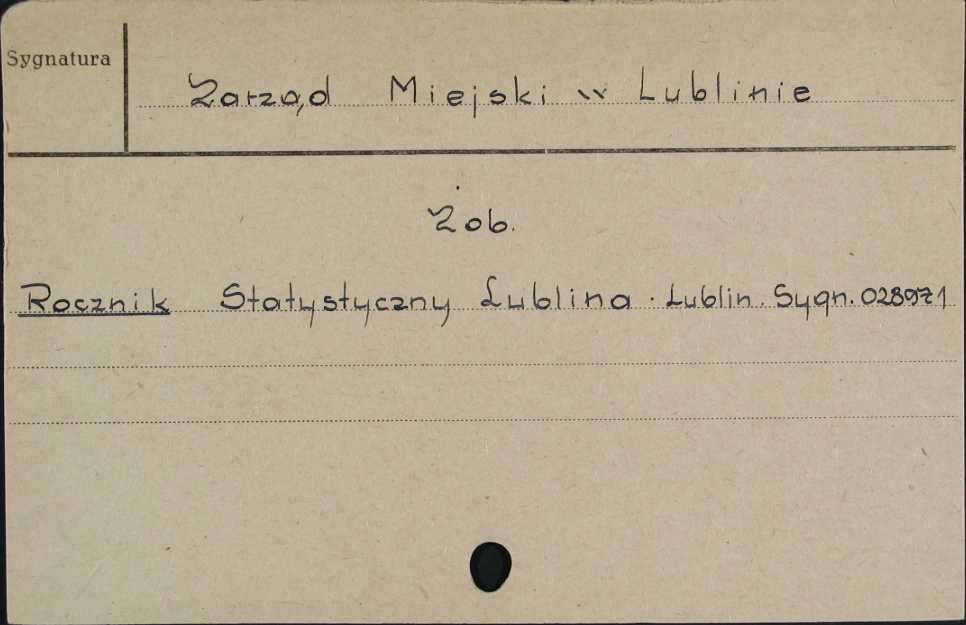 Sygnatura
Zarząd Miejski w Lublinie
Zob.
Rocznik Statystyczny Lublina. Lublin. Sygn. 028971